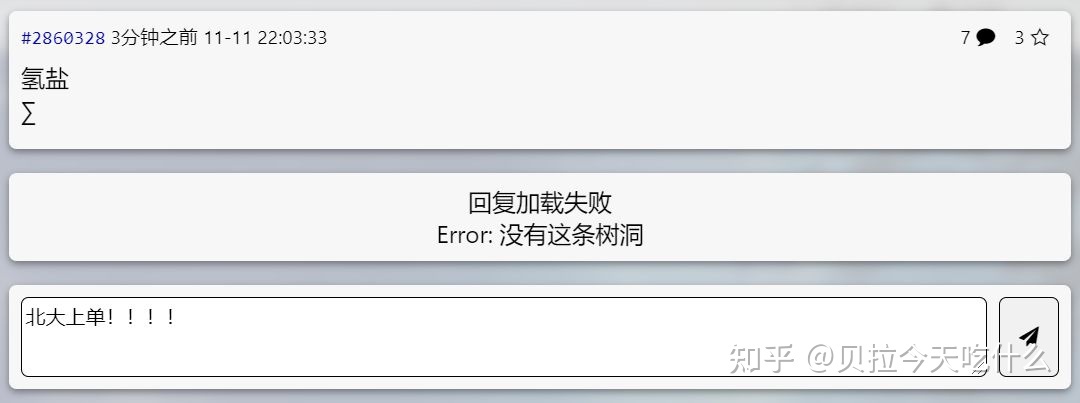 #2860328 3分钟之前 11-11 22:03:33 7 3
氢盐
∑
回复加载失败
Error: 没有这条树洞
北大上单！！！！
知乎 @贝拉今天吃什么